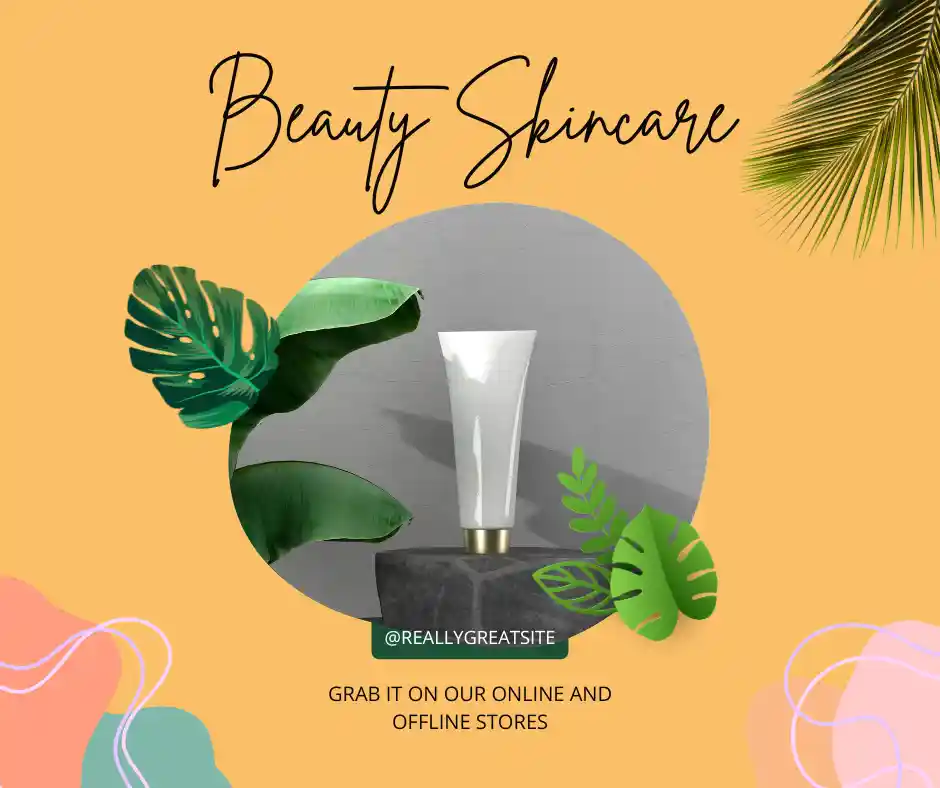 Beauty Skincare
@REALLYGREATSITE
GRAB IT ON OUR ONLINE AND
OFFLINE STORES